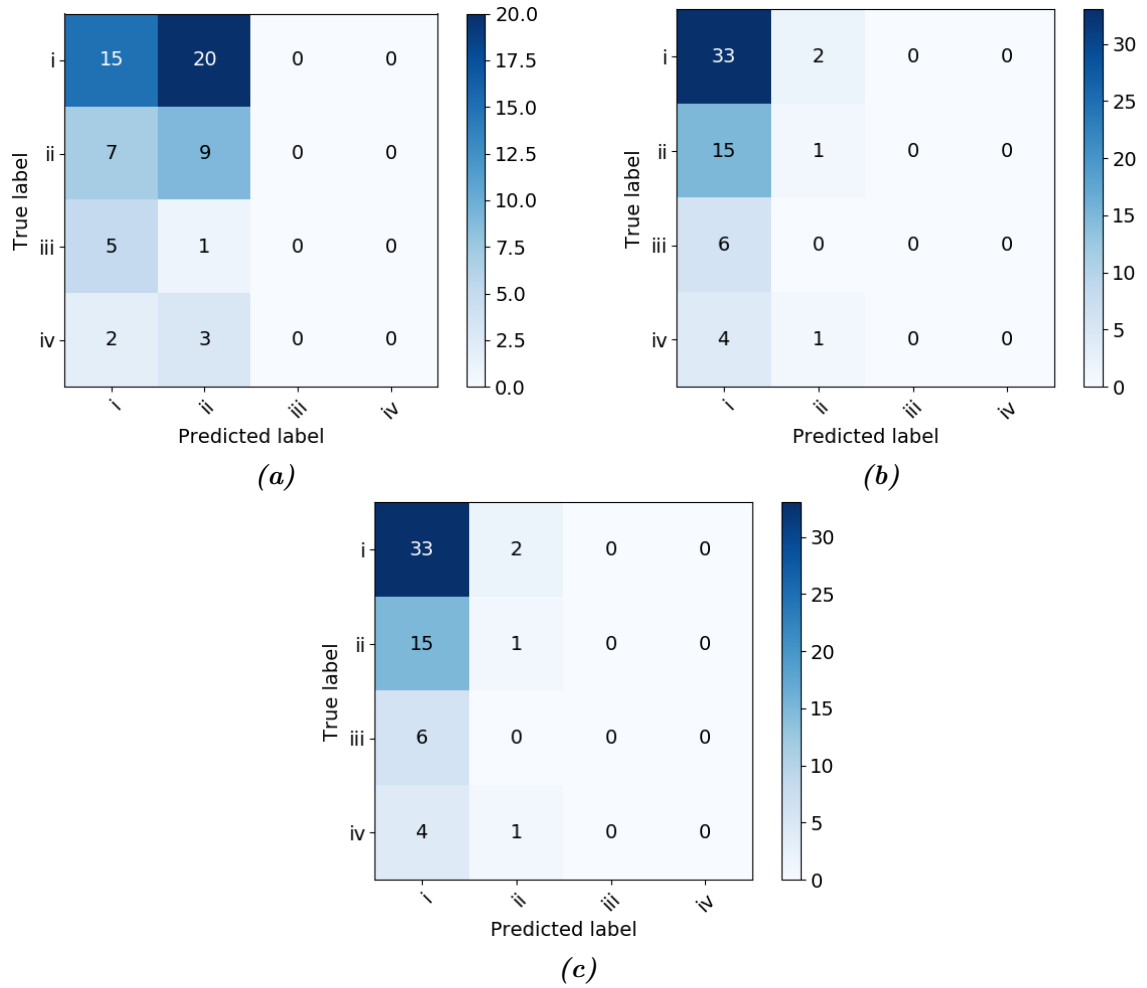 20.0
i 15 20 0 0
17.5
15.0
ii 7 9 0 0
12.5
10.0
True label
iii 5 1 0 0
7.5
5.0
iv 2 3 0 0
2.5
0.0
i ii iii iv
Predicted label
(a)
i 33 2 0 0
30
25
ii 15 1 0 0
20
15
True label
iii 6 0 0 0
10
5
iv 4 1 0 0
0
i ii iii iv
Predicted label
(b)
i 33 2 0 0
30
25
ii 15 1 0 0
20
15
True label
iii 6 0 0 0
10
5
iv 4 1 0 0
0
i ii iii iv
Predicted label
(c)